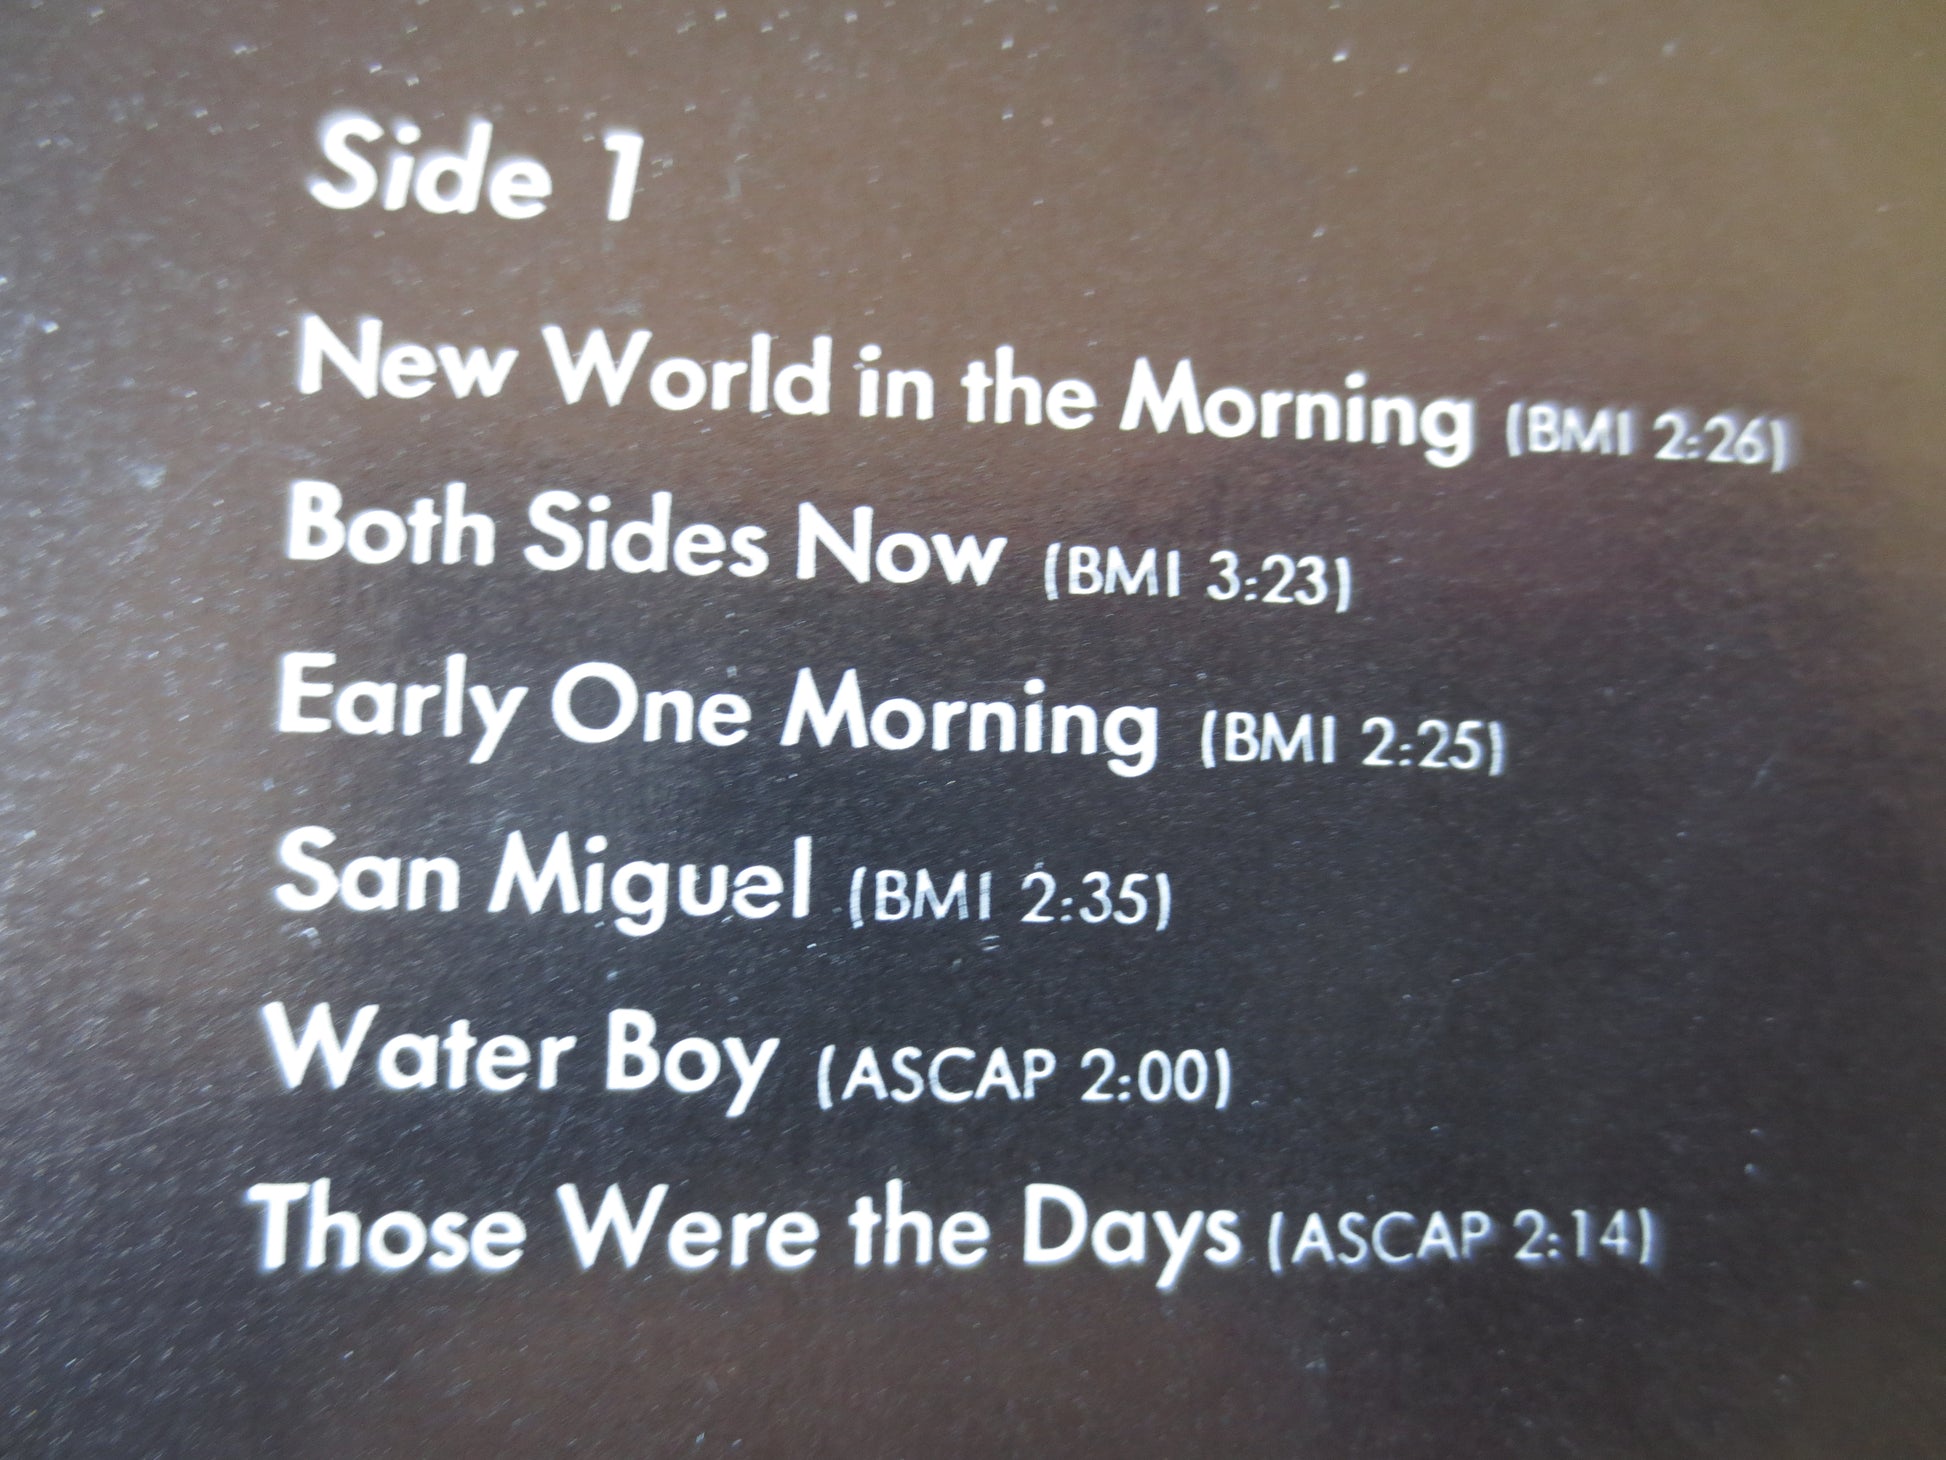 Side 1
New World in the Morning (BMI 2:26)
Both Sides Now (BMI 3:23)
Early One Morning (BMI 2:25)
San Miguel (BMI 2:35)
Water Boy (ASCAP 2:00)
Those Were the Days (ASCAP 2:14)